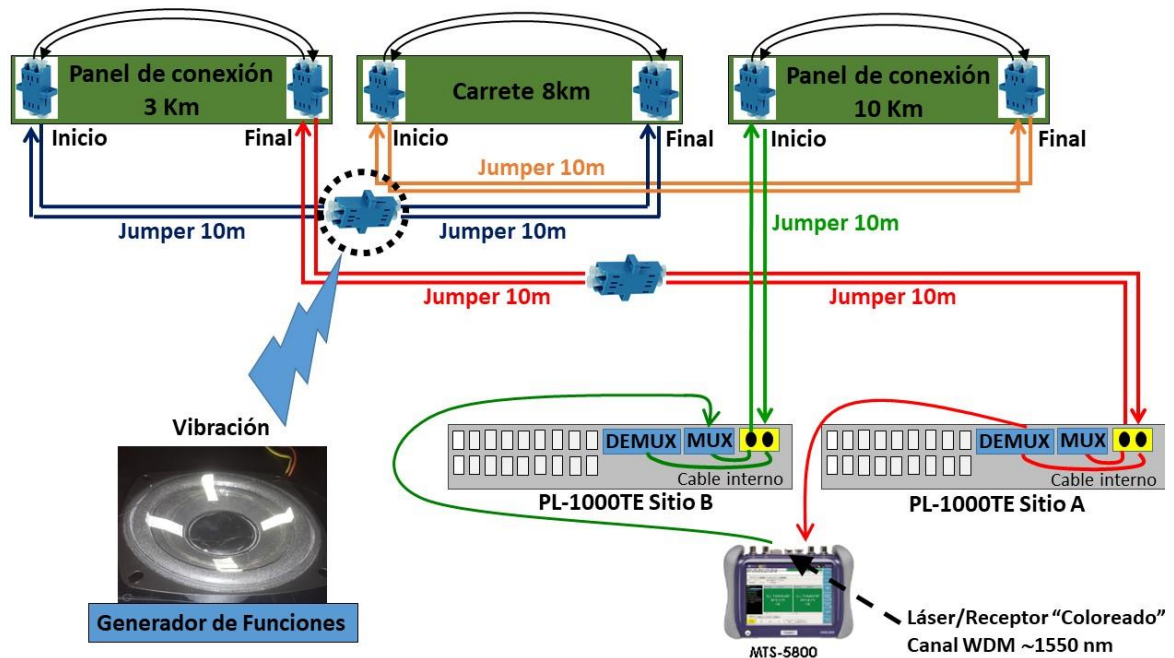 Panel de conexión
3 Km
Carrete 8km
Panel de conexión
10 Km
Inicio
Final
Inicio
Final
Inicio
Final
Jumper 10m
Jumper 10m
Jumper 10m
Jumper 10m
Jumper 10m
Jumper 10m
Vibración
DEMUX
MUX
DEMUX
MUX
Cable interno
Cable interno
PL-1000TE Sitio B
PL-1000TE Sitio A
Generador de Funciones
MTS-5800
Láser/Receptor “Coloreado”
Canal WDM ~1550 nm